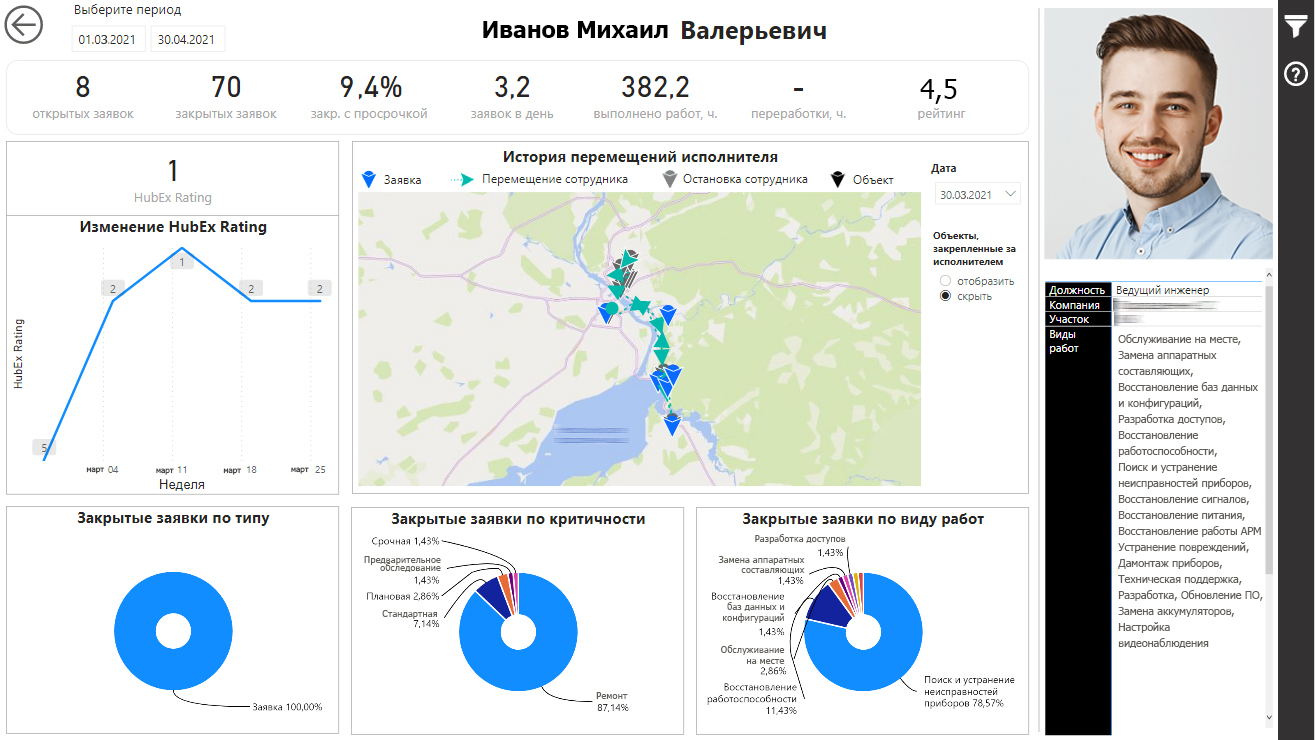 Выберите период
01.03.2021 30.04.2021
Иванов Михаил Валерьевич
8 70 9,4% 3,2 382,2 - 4,5
открытых заявок закрытых заявок закр. с просрочкой заявок в день выполнено работ, ч. переработки, ч. рейтинг
1
HubEx Rating
Изменение HubEx Rating
HubEx Rating
5 2 1 2 2
март 04 март 11 март 18 март 25
Неделя
История перемещений исполнителя
Заявка Перемещение сотрудника Остановка сотрудника Объект
Дата
30.03.2021
Объекты,
закрепленные за
исполнителем
отобразить
скрыть
Закрытые заявки по типу
Заявка 100,00%
Закрытые заявки по критичности
Срочная 1,43%
Предварительное
обследование
1,43%
Плановая 2,86%
Стандартная
7,14%
Ремонт
87,14%
Закрытые заявки по виду работ
Разработка доступов
1,43%
Замена аппаратных
составляющих
1,43%
Восстановление
баз данных и
конфигураций
1,43%
Обслуживание
на месте
2,86%
Восстановление
работоспособности
11,43%
Поиск и устранение
неисправностей
приборов 78,57%
Должность Ведущий инженер
Компания
Участок
Виды
работ
Обслуживание на месте,
Замена аппаратных
составляющих,
Восстановление баз данных
и конфигураций,
Разработка доступов,
Восстановление
работоспособности,
Поиск и устранение
неисправностей приборов,
Восстановление сигналов,
Восстановление питания,
Восстановление работы АРМ
Устранение повреждений,
Дамонтаж приборов,
Техническая поддержка,
Разработка, Обновление ПО,
Замена аккумуляторов,
Настройка
видеонаблюдения